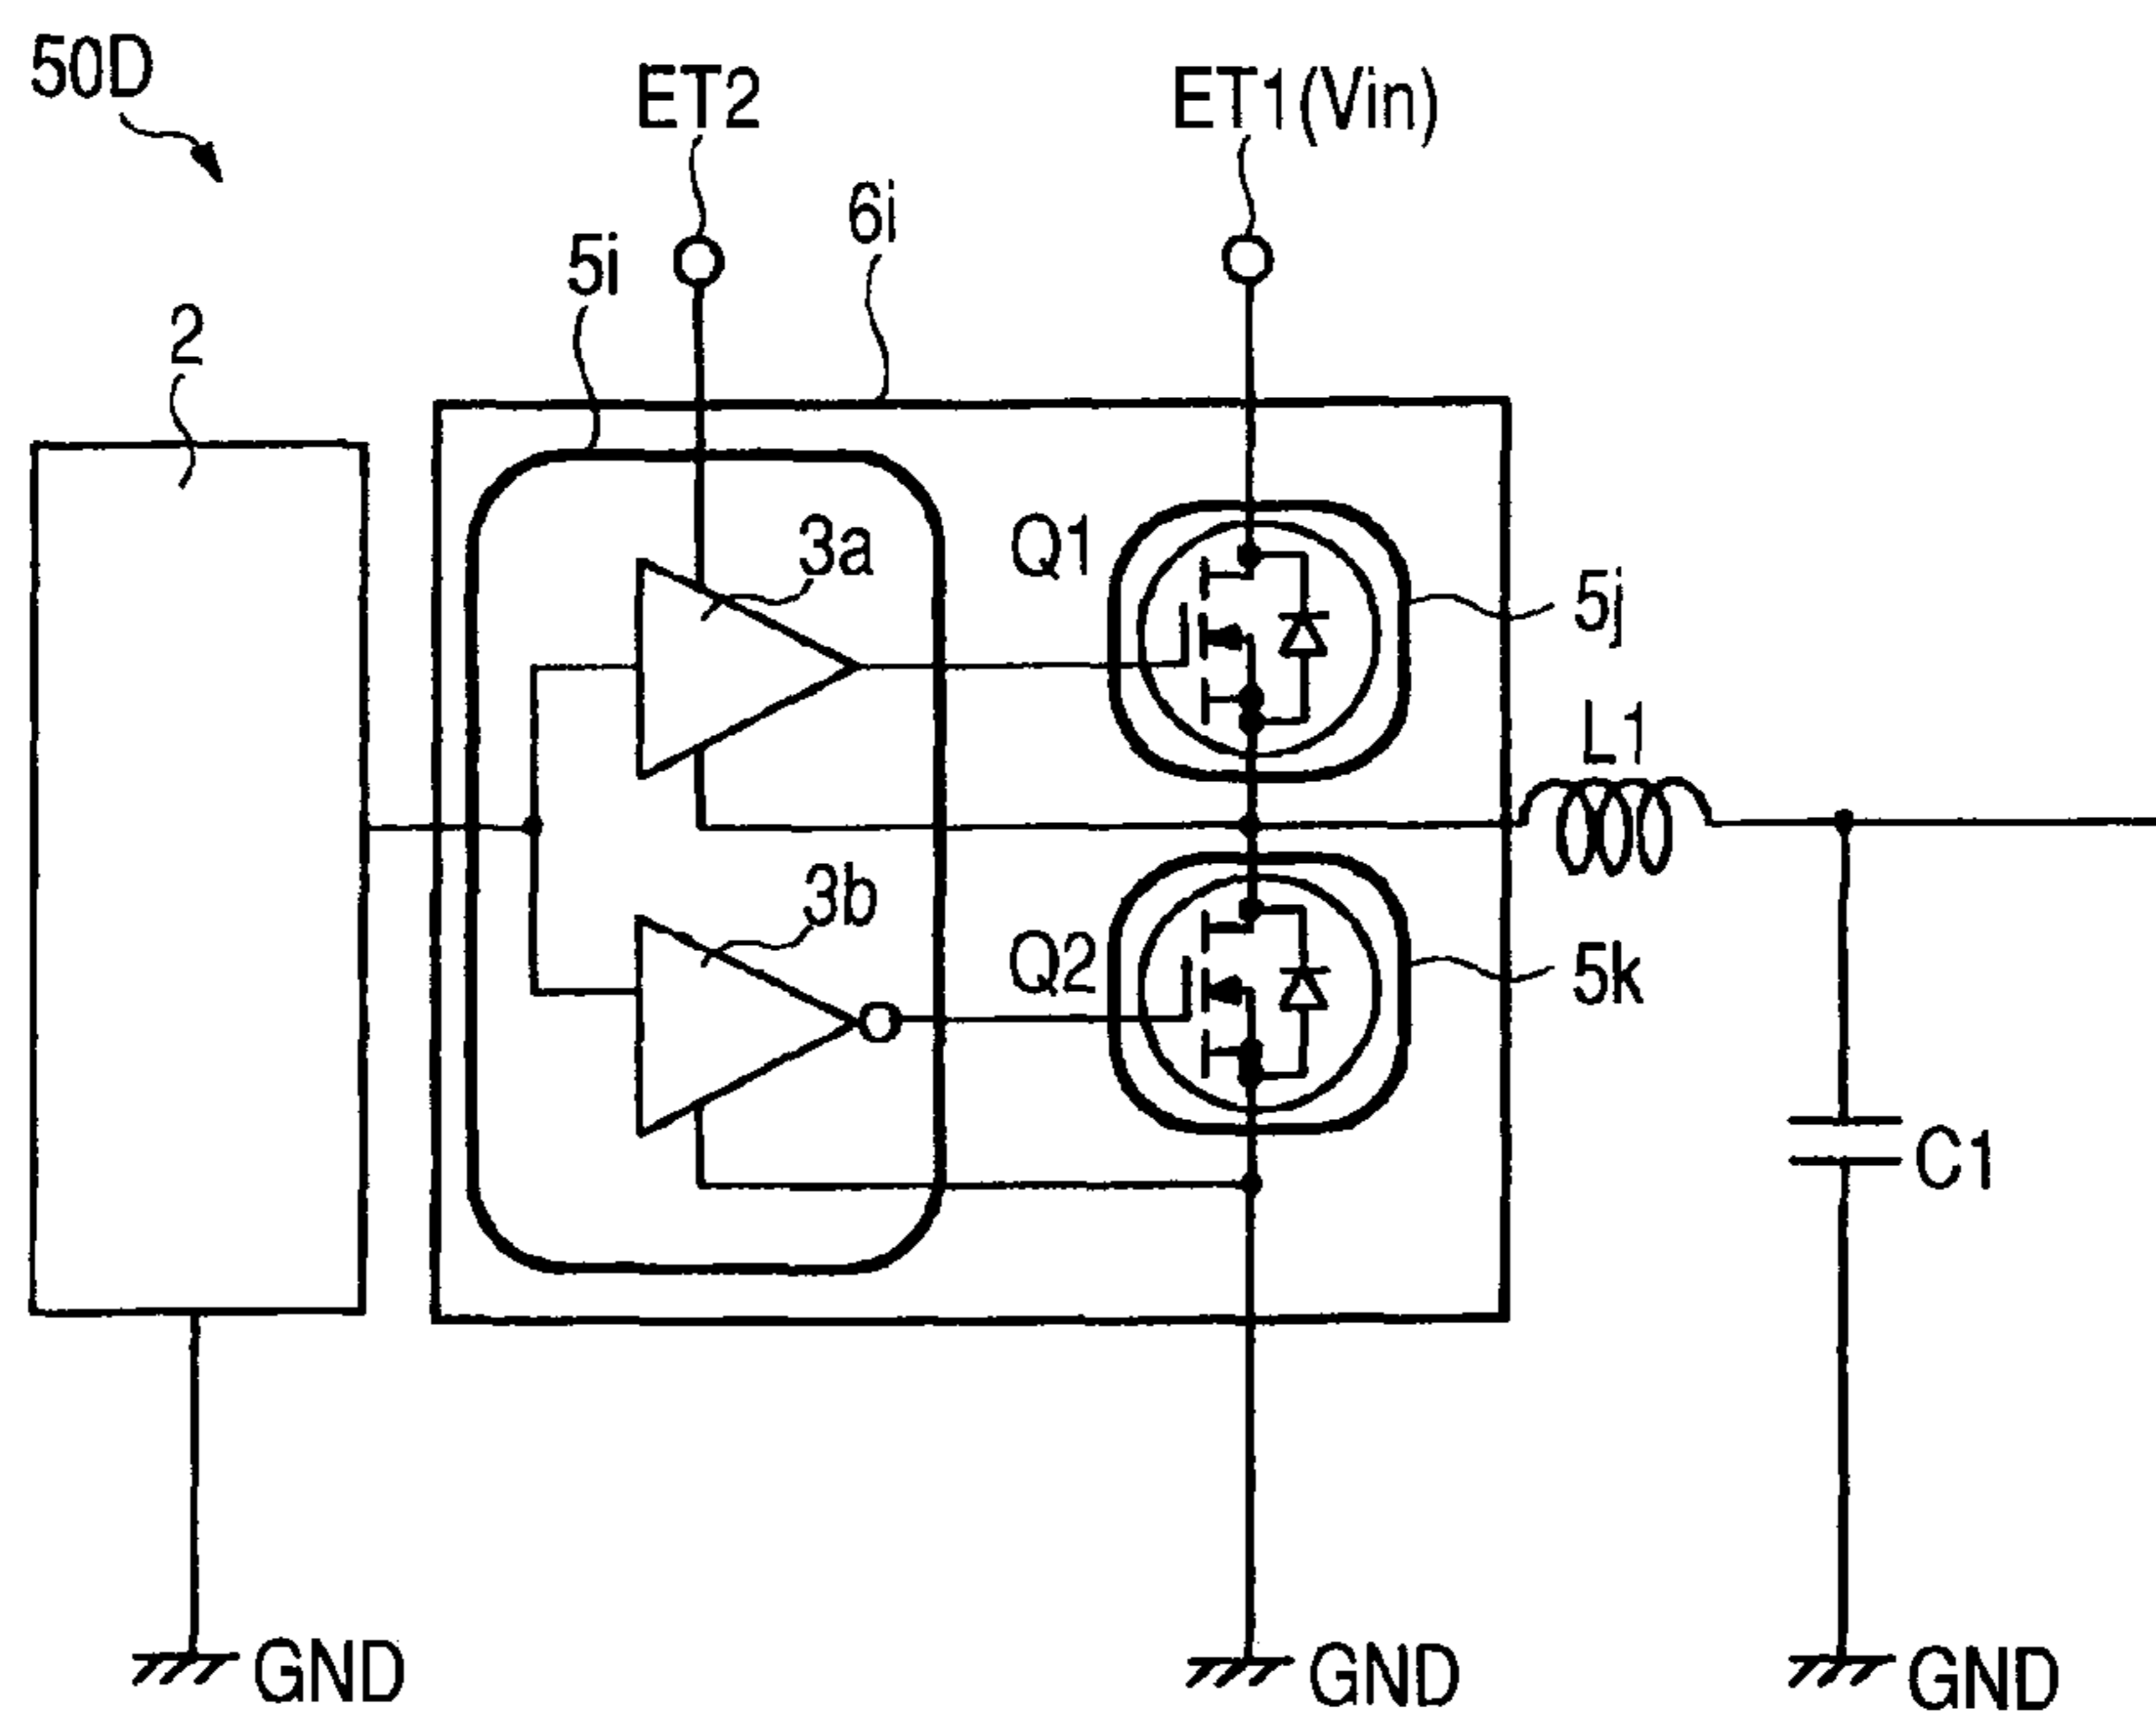 50D
ET2
ET1(Vin)
6i
5i
2
3a
Q1
5j
L1
3b
Q2
5k
C1
GND
GND
GND